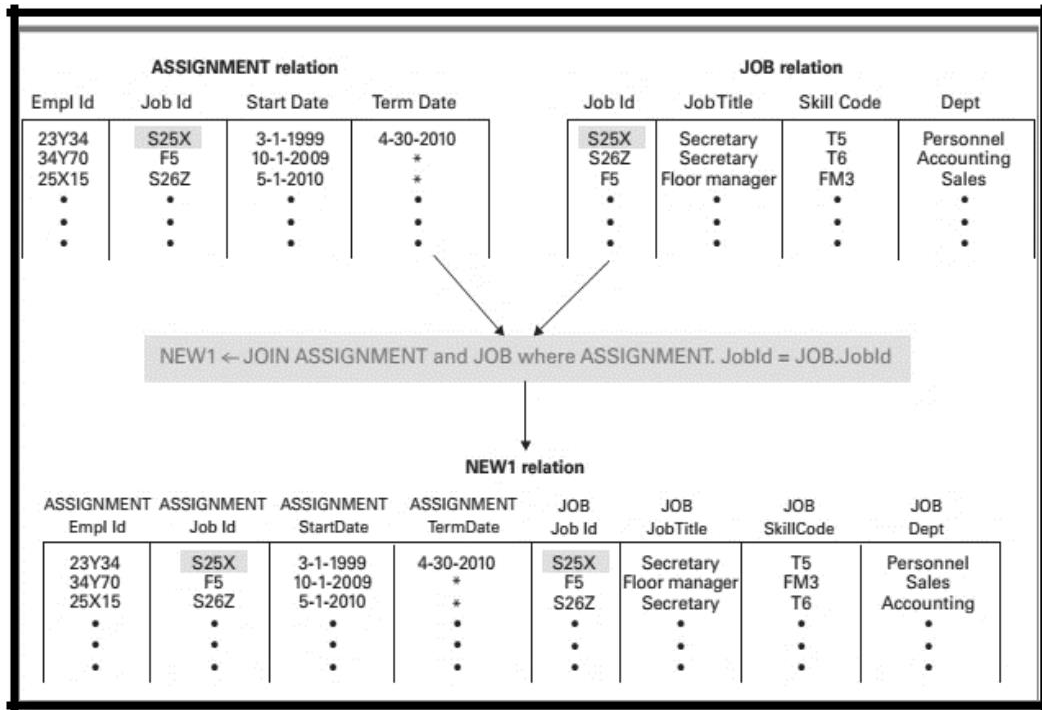 ASSIGNMENT relation
Empl Id Job Id Start Date Term Date
23Y34 S25X 3-1-1999 4-30-2010
34Y70 F5 10-1-2009 *
25X15 S26Z 5-1-2010 *
• • • •
• • • •
• • • •
JOB relation
Job Id JobTitle Skill Code Dept
S25X Secretary T5 Personnel
S26Z Secretary T6 Accounting
F5 Floor manager FM3 Sales
• • • •
• • • •
• • • •
NEW1 ← JOIN ASSIGNMENT and JOB where ASSIGNMENT. JobId = JOB.JobId
NEW1 relation
ASSIGNMENT ASSIGNMENT ASSIGNMENT ASSIGNMENT JOB JOB JOB JOB
Empl Id Job Id StartDate TermDate Job Id JobTitle SkillCode Dept
23Y34 S25X 3-1-1999 4-30-2010 S25X Secretary T5 Personnel
34Y70 F5 10-1-2009 * F5 Floor manager FM3 Sales
25X15 S26Z 5-1-2010 * S26Z Secretary T6 Accounting
• • • • • • • •
• • • • • • • •
• • • • • • • •